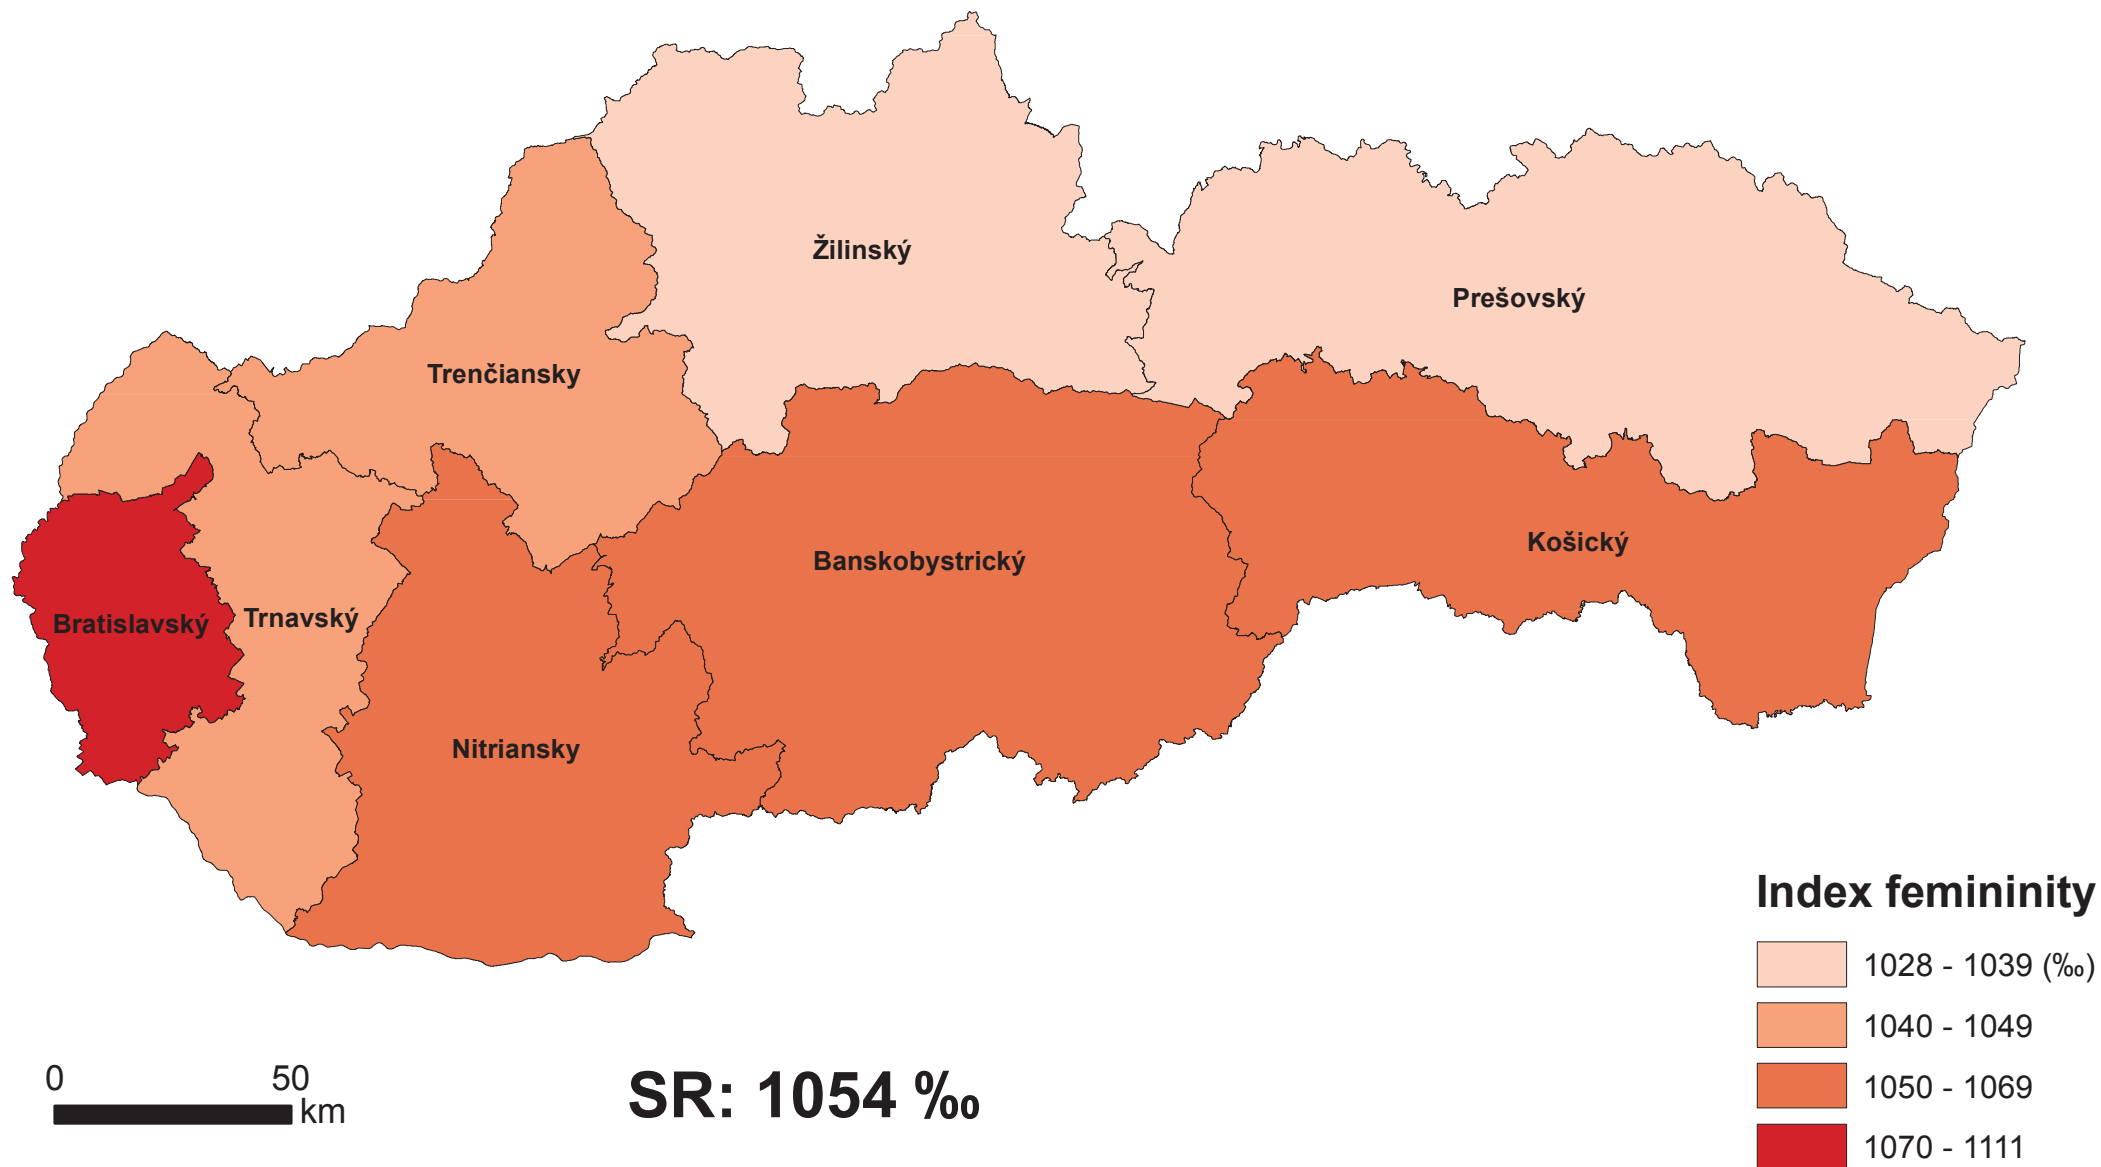 Žilinský
Prešovský
Trenčiansky
Košický
Banskobystrický
Bratislavský
Trnavský
Nitriansky
Index femininity
1028 - 1039 (‰)
1040 - 1049
1050 - 1069
1070 - 1111
0 50
km
SR: 1054 ‰